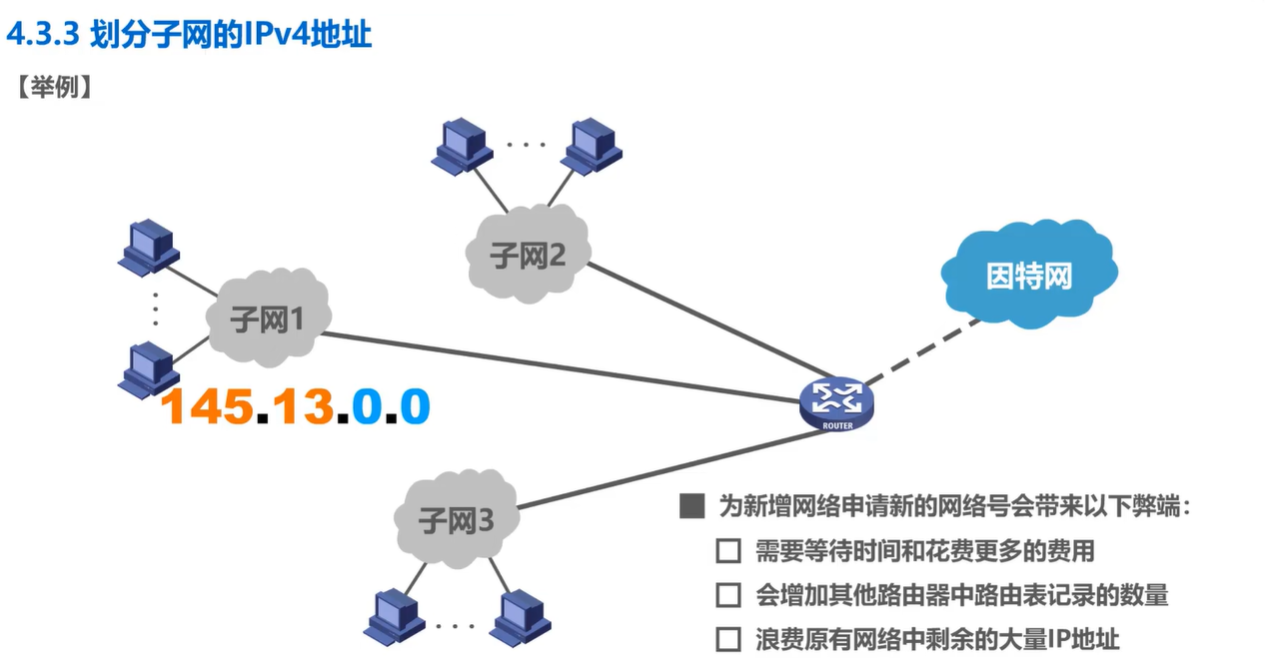 4.3.3 划分子网的IPv4地址
【举例】
子网2
因特网
子网1
145.13.0.0
ROUTER
子网3
为新增网络申请新的网络号会带来以下弊端：
需要等待时间和花费更多的费用
会增加其他路由器中路由表记录的数量
浪费原有网络中剩余的大量IP地址